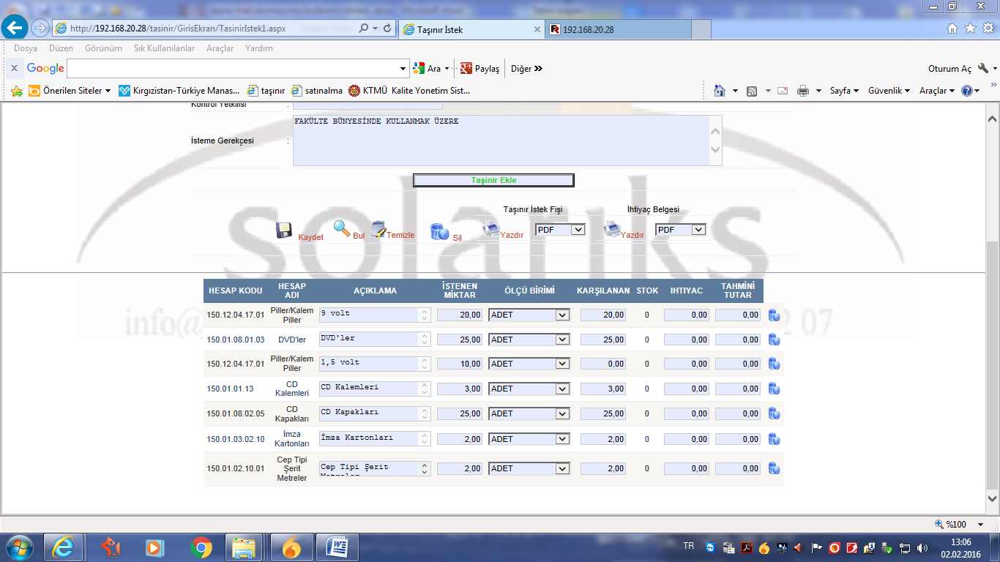 http://192.168.20.28/tasinir/GirisEkran/TasinirIstek1.aspx
Taşınır İstek
192.168.20.28
Dosya Düzen Görünüm Sık Kullanılanlar Araçlar Yardım
x Google Ara Paylaş Diğer Oturum Aç
Önerilen Siteler Kırgızistan-Türkiye Manas... taşınır satınalma KTMÜ Kalite Yonetim Sist... Sayfa Güvenlik Araçlar
Kontrol Yetkilisi :
İsteme Gerekçesi : FAKÜLTE BÜNYESİNDE KULLANMAK ÜZERE
Taşinir Ekle
Taşınır İstek Fişi İhtiyaç Belgesi
Kaydet Bul Temizle Sil Yazdır PDF Yazdır PDF
solariks
HESAP KODU HESAP ADI AÇIKLAMA İSTENEN MİKTAR ÖLÇÜ BİRİMİ KARŞILANAN STOK IHTIYAC TAHMİNİ TUTAR
info@ 2 07
150.12.04.17.01 Piller/Kalem Piller 9 volt 20,00 ADET 20,00 0 0,00 0,00
150.01.08.01.03 DVD'ler DVD'ler 25,00 ADET 25,00 0 0,00 0,00
150.12.04.17.01 Piller/Kalem Piller 1,5 volt 10,00 ADET 0,00 0 0,00 0,00
150.01.01.13 CD Kalemleri CD Kalemleri 3,00 ADET 3,00 0 0,00 0,00
150.01.08.02.05 CD Kapakları CD Kapakları 25,00 ADET 25,00 0 0,00 0,00
150.01.03.02.10 İmza Kartonları İmza Kartonları 2,00 ADET 2,00 0 0,00 0,00
150.01.02.10.01 Cep Tipi Şerit Metreler Cep Tipi Şerit Metreler 2,00 ADET 2,00 0 0,00 0,00
%100
TR 13:06
02.02.2016